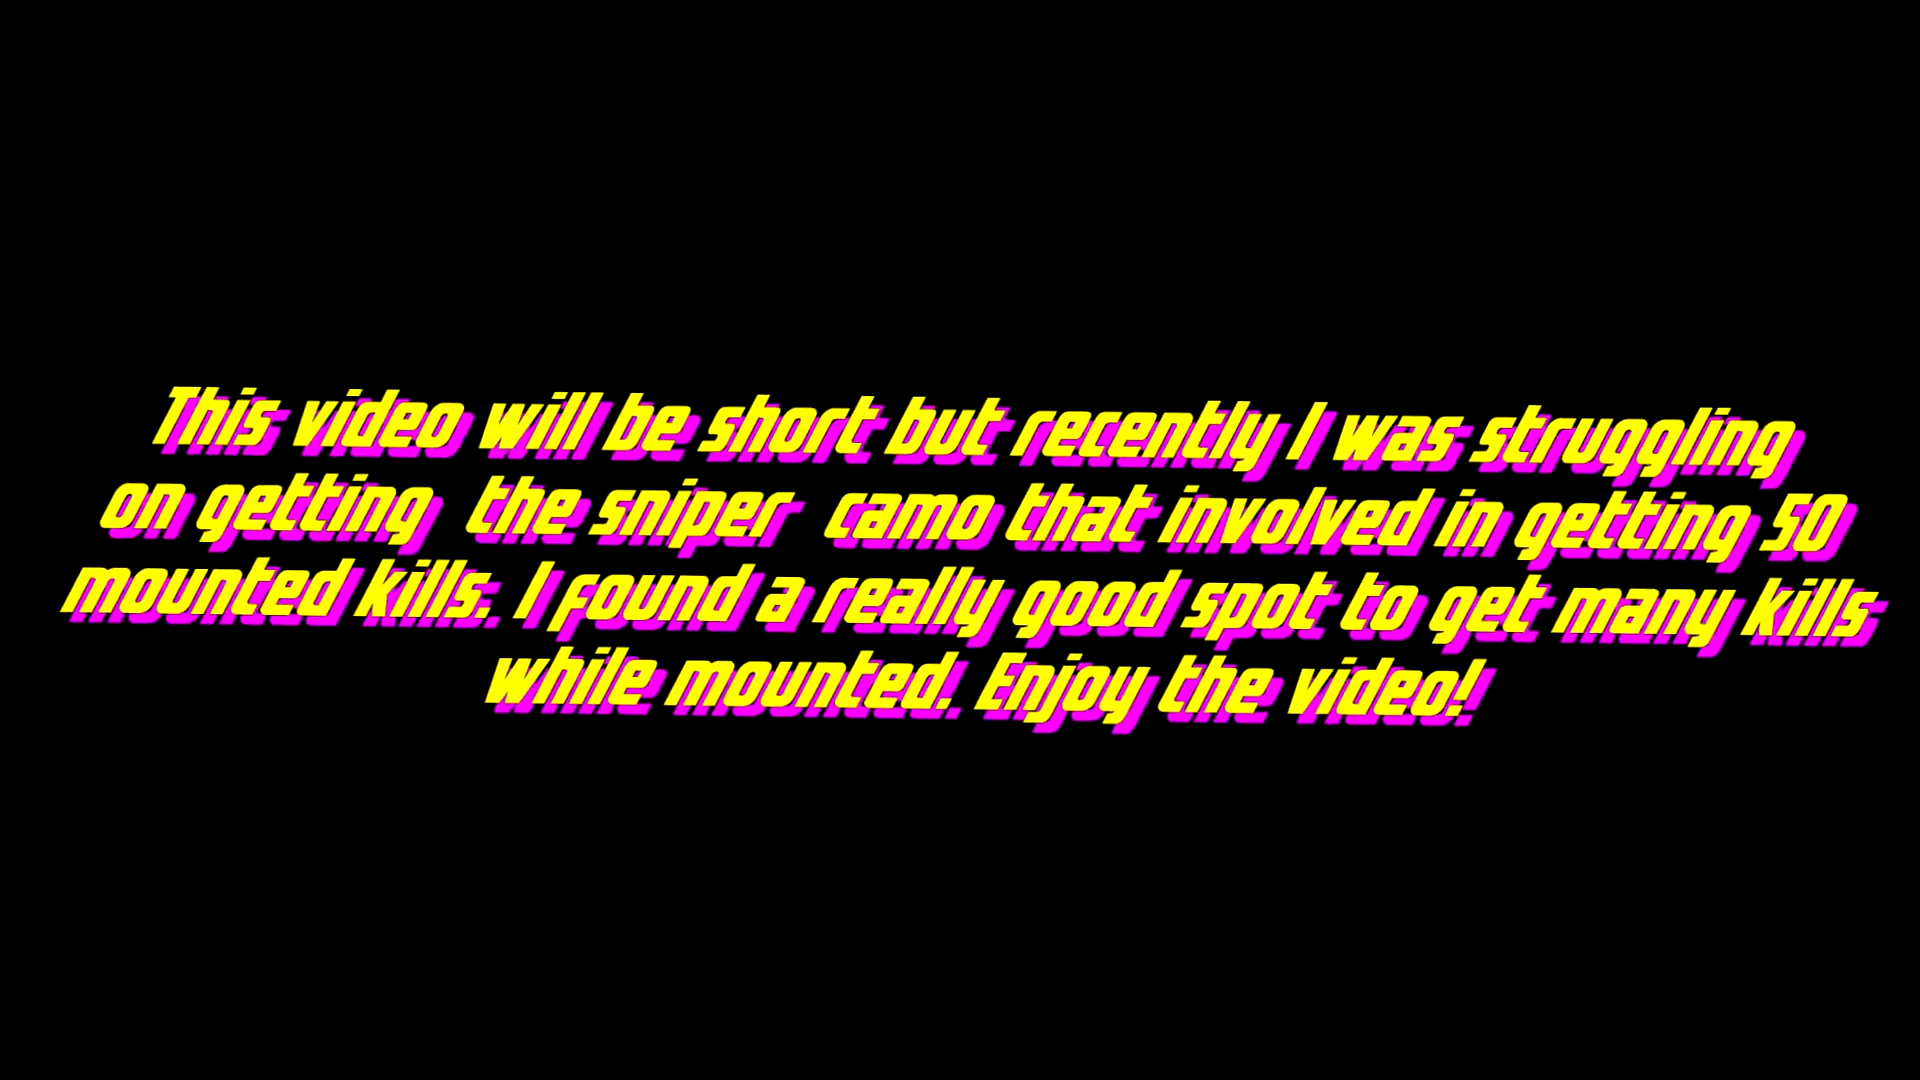 This video will be short but recently I was struggling
on getting the sniper camo that involved in getting 50
mounted kills. I found a really good spot to get many kills
while mounted. Enjoy the video!